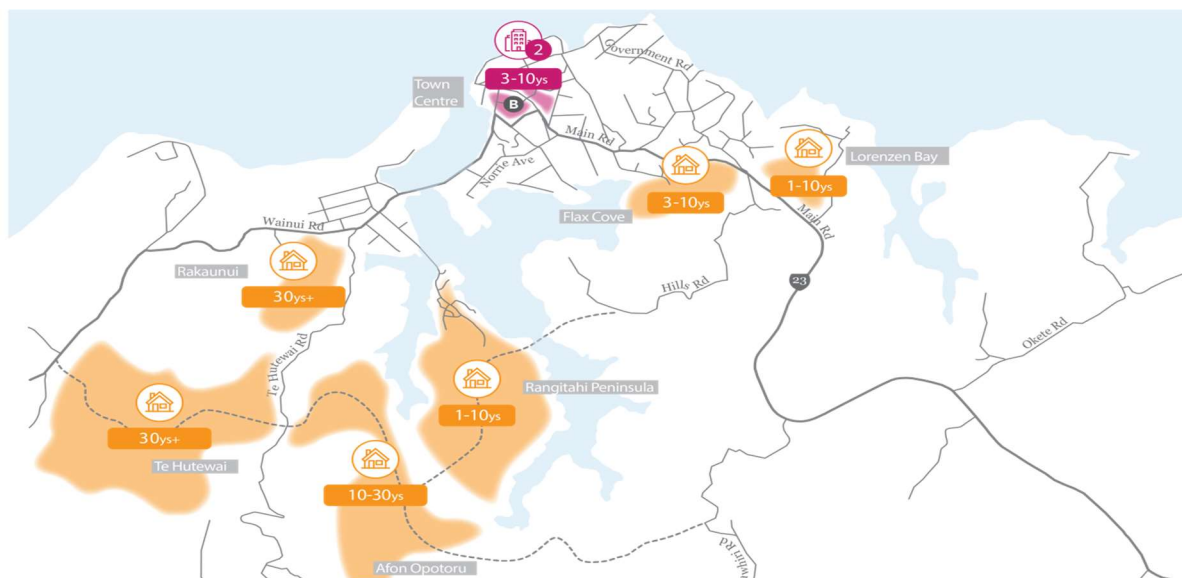 2
3-10ys
Town
Centre
B
Government Rd
Main Rd
Norrie Ave
Lorenzen Bay
1-10ys
3-10ys
Flax Cove
Main Rd
Wainui Rd
Rakaunui
30ys+
Hills Rd
23
Okete Rd
Te Hutewai Rd
Rangitahi Peninsula
1-10ys
30ys+
Te Hutewai
10-30ys
Afon Opotoru